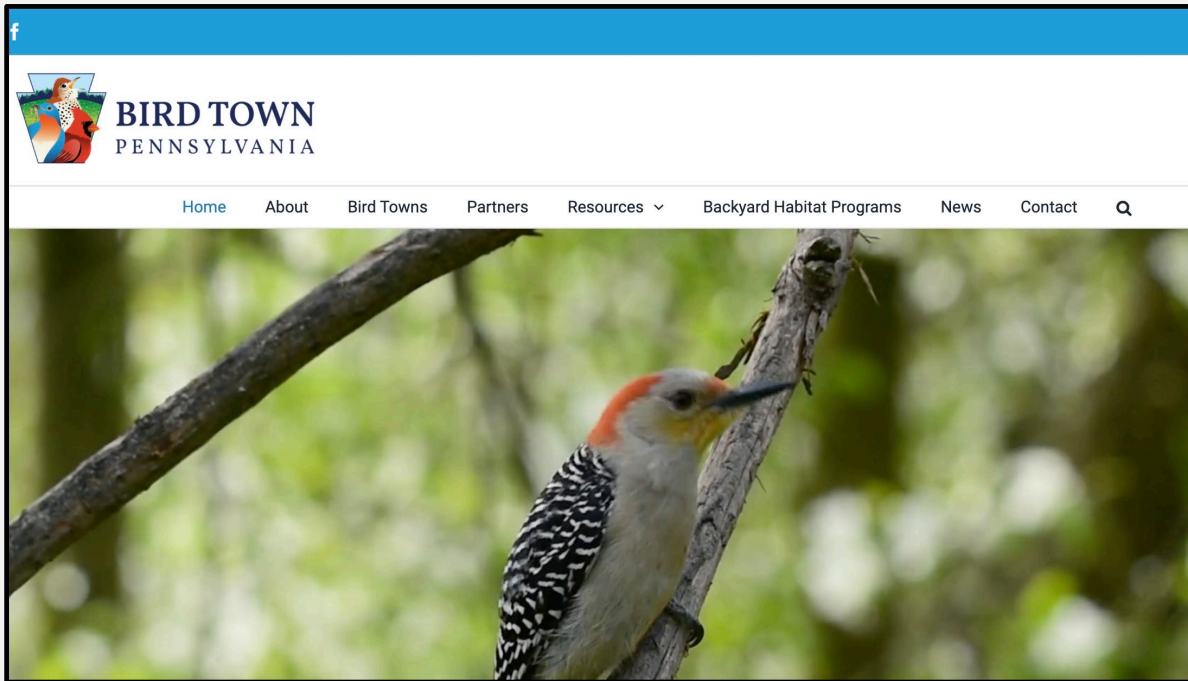 f
BIRD TOWN
PENNSYLVANIA
Home About Bird Towns Partners Resources Backyard Habitat Programs News Contact